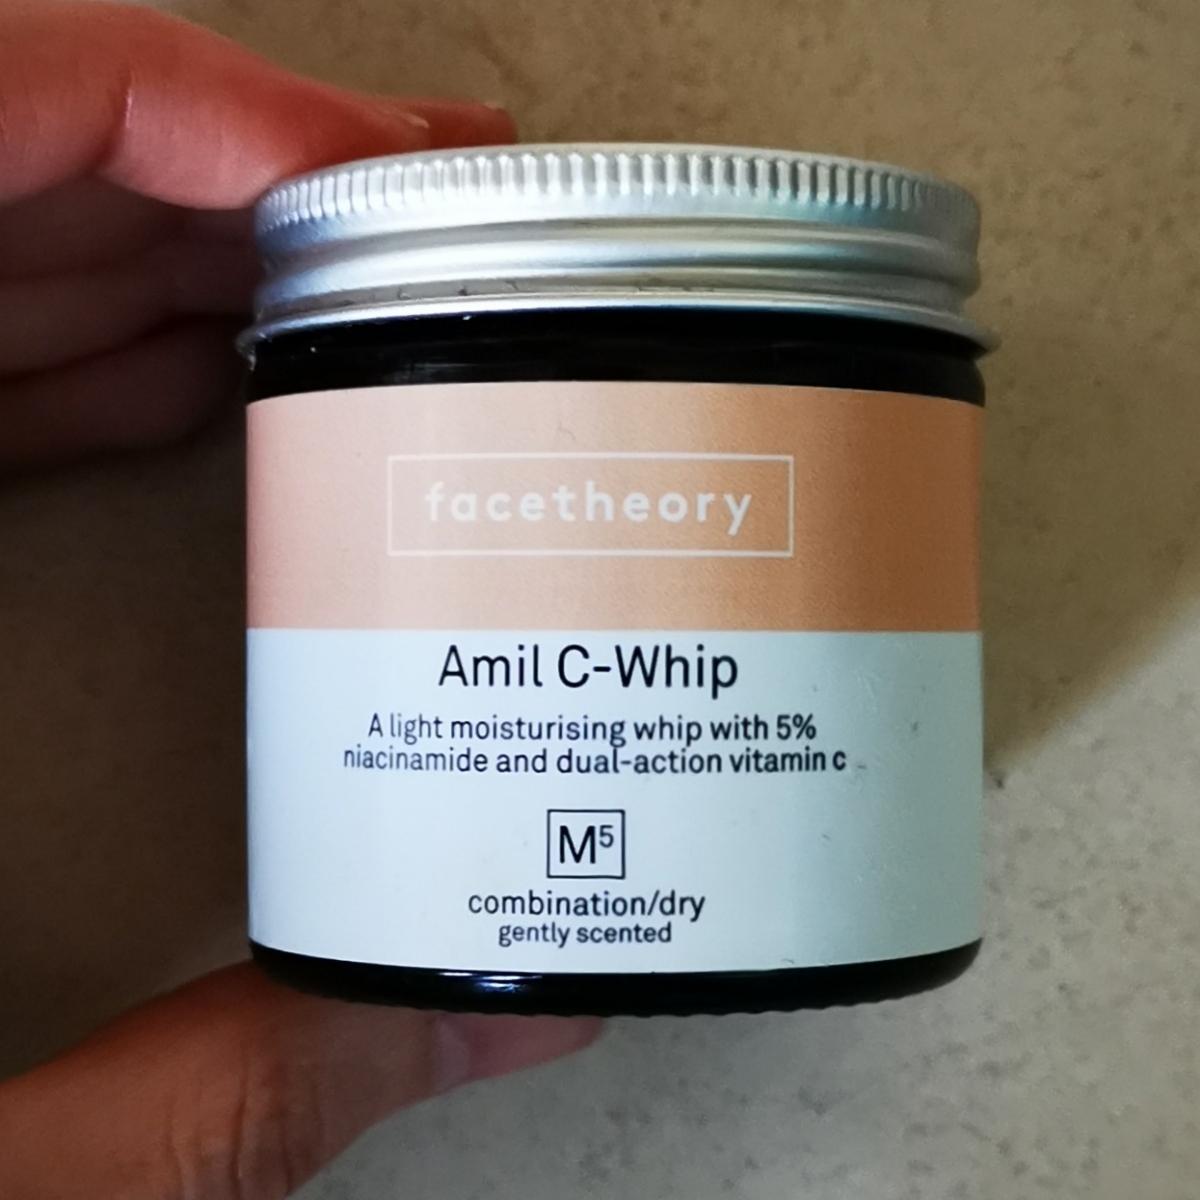 facetheory
Amil C-Whip
A light moisturising whip with 5%
niacinamide and dual-action vitamin c
M⁵
combination/dry
gently scented